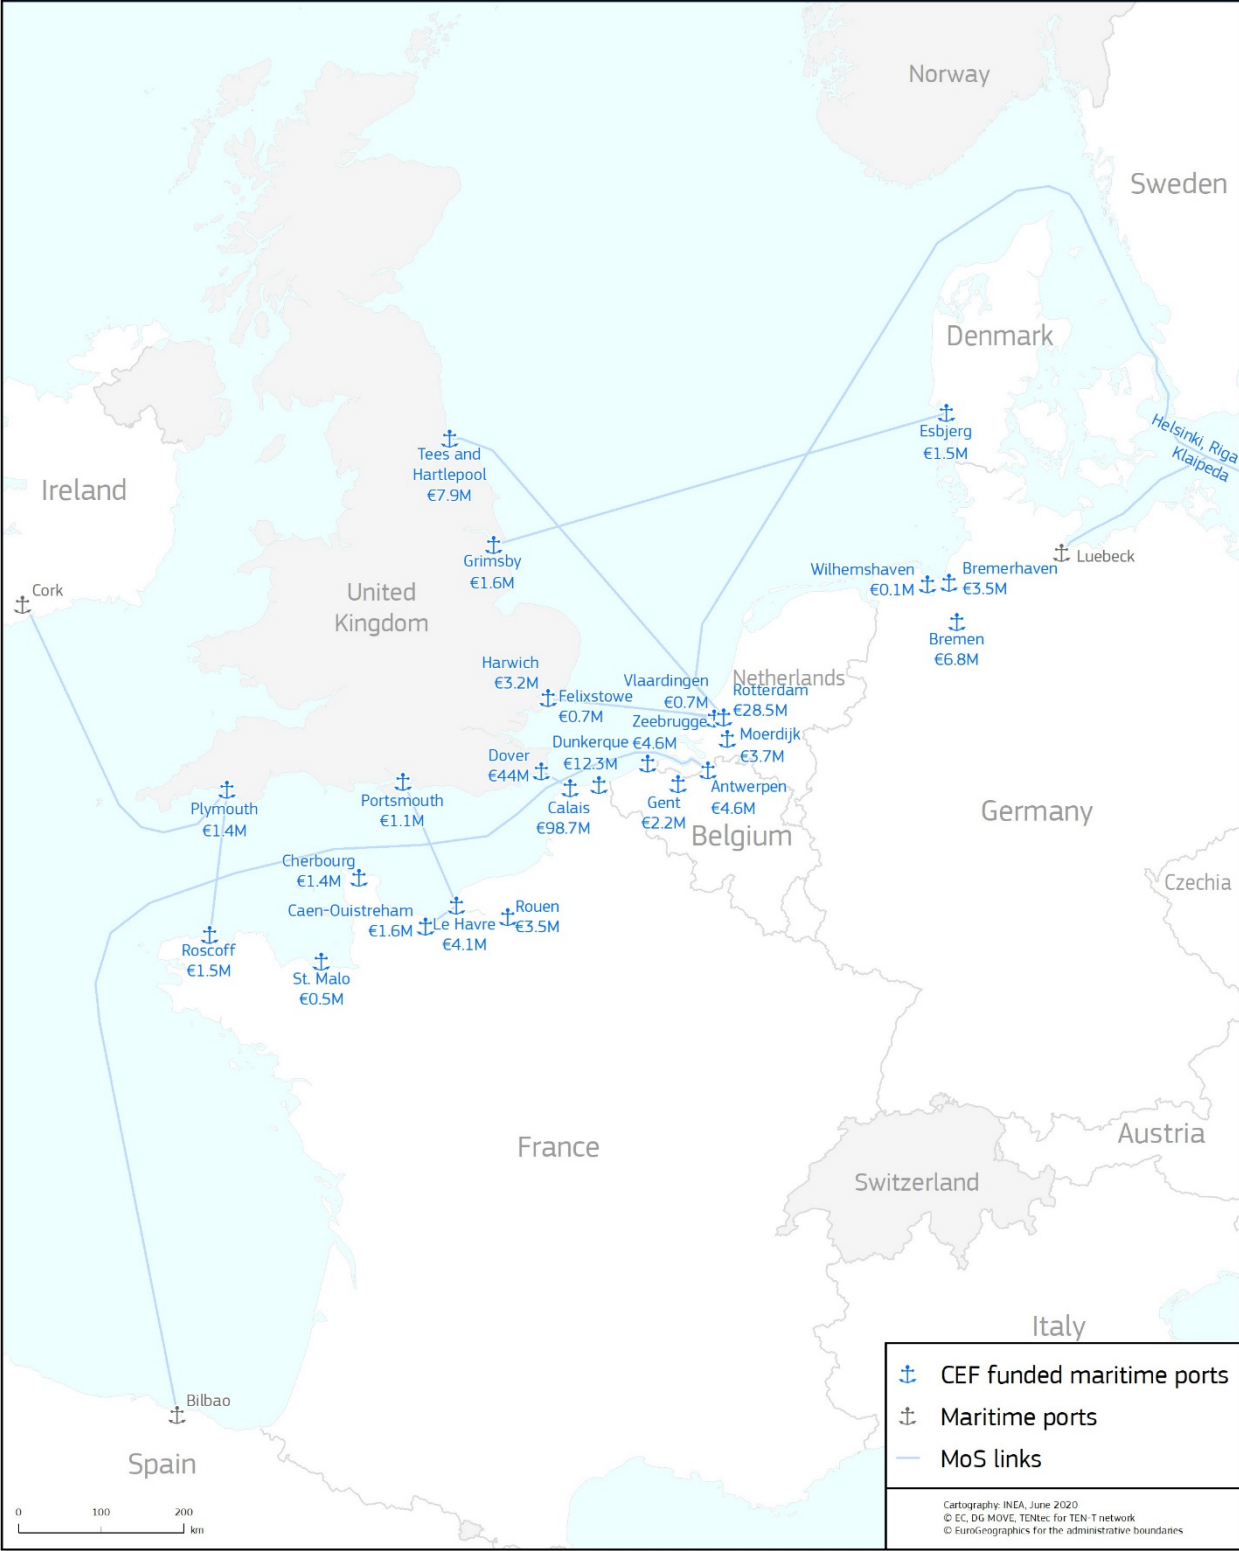 Norway
Sweden
Denmark
Esbjerg
€1.5M
Helsinki, Riga
Klaipeda
Tees and
Hartlepool
€7.9M
Ireland
Grimsby
€1.6M
Luebeck
Cork
United
Kingdom
Wilhemshaven
€0.1M
Bremerhaven
€3.5M
Bremen
€6.8M
Harwich
€3.2M
Felixstowe
€0.7M
Vlaardingen
€0.7M
Netherlands
Rotterdam
€28.5M
Zeebrugge
€4.6M
Moerdijk
€3.7M
Dunkerque
€12.3M
Dover
€44M
Calais
€98.7M
Gent
€2.2M
Antwerpen
€4.6M
Belgium
Germany
Plymouth
€1.4M
Portsmouth
€1.1M
Cherbourg
€1.4M
Czechia
Caen-Ouistreham
€1.6M
Le Havre
€4.1M
Rouen
€3.5M
Roscoff
€1.5M
St. Malo
€0.5M
France
Austria
Switzerland
Italy
Bilbao
Spain
0 100 200
km
CEF funded maritime ports
Maritime ports
MoS links
Cartography: INEA, June 2020
© EC, DG MOVE, TENtec for TEN-T network
© EuroGeographics for the administrative boundaries